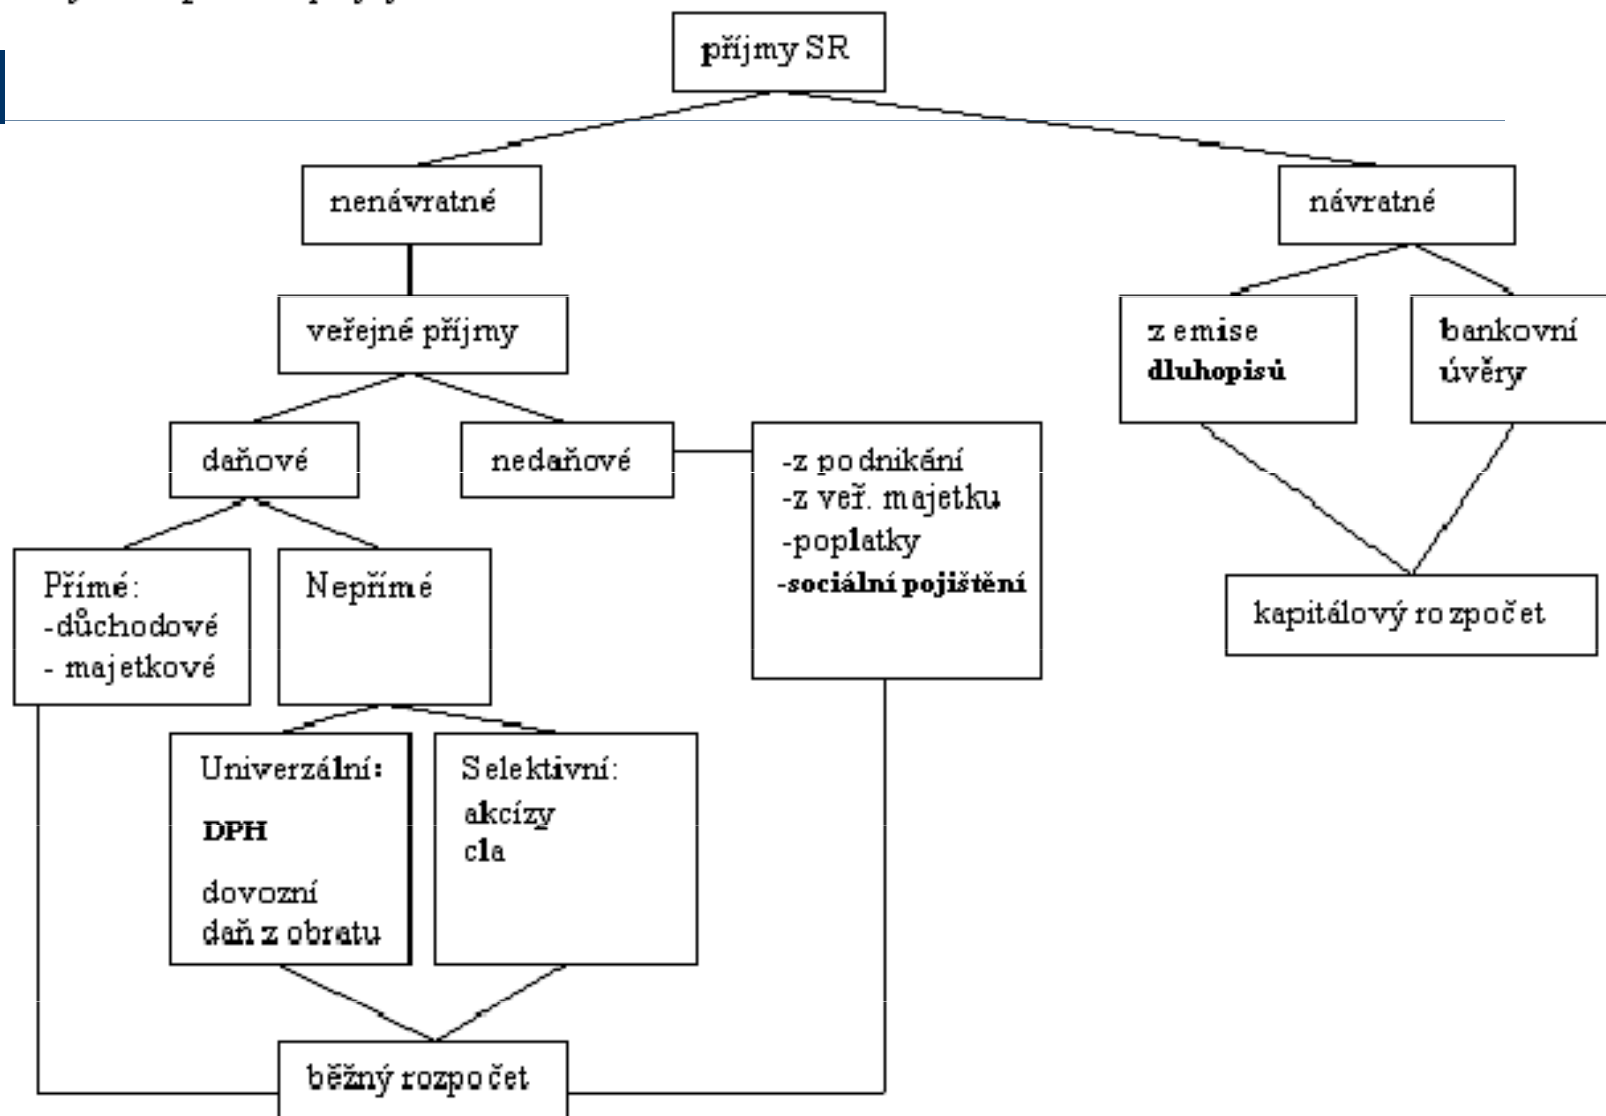 příjmy SR
nenávratné
návratné
veřejné příjmy
z emise
dluhopisů
bankovní
úvěry
daňové
nedaňové
-z podnikání
-z veř. majetku
-poplatky
-sociální pojištění
Přímé:
-důchodové
- majetkové
Nepřímé
kapitálový rozpočet
Univerzální:
DPH
dovozní
daň z obratu
Selektivní:
akcízy
cla
běžný rozpočet